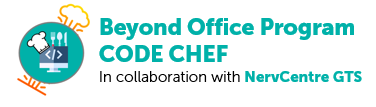 Beyond Office Program
CODE CHEF
In collaboration with NervCentre GTS